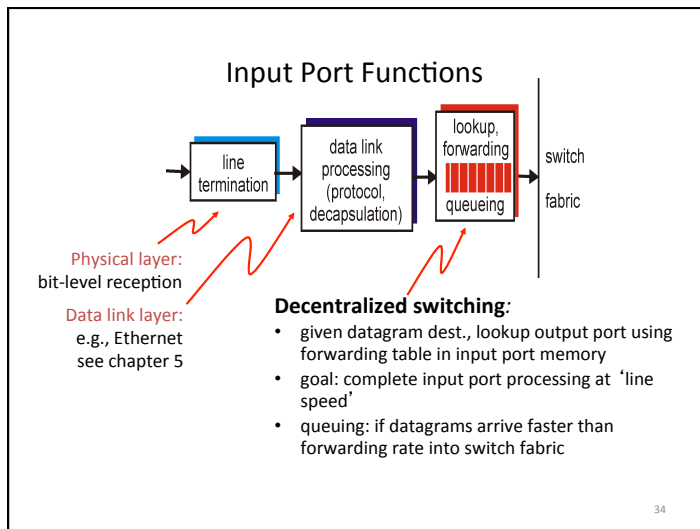 Input Port Functions
line
termination
data link
processing
(protocol,
decapsulation)
lookup,
forwarding
queueing
switch
fabric
Physical layer:
bit-level reception
Data link layer:
e.g., Ethernet
see chapter 5
Decentralized switching:
• given datagram dest., lookup output port using
forwarding table in input port memory
• goal: complete input port processing at ‘line
speed’
• queuing: if datagrams arrive faster than
forwarding rate into switch fabric
34